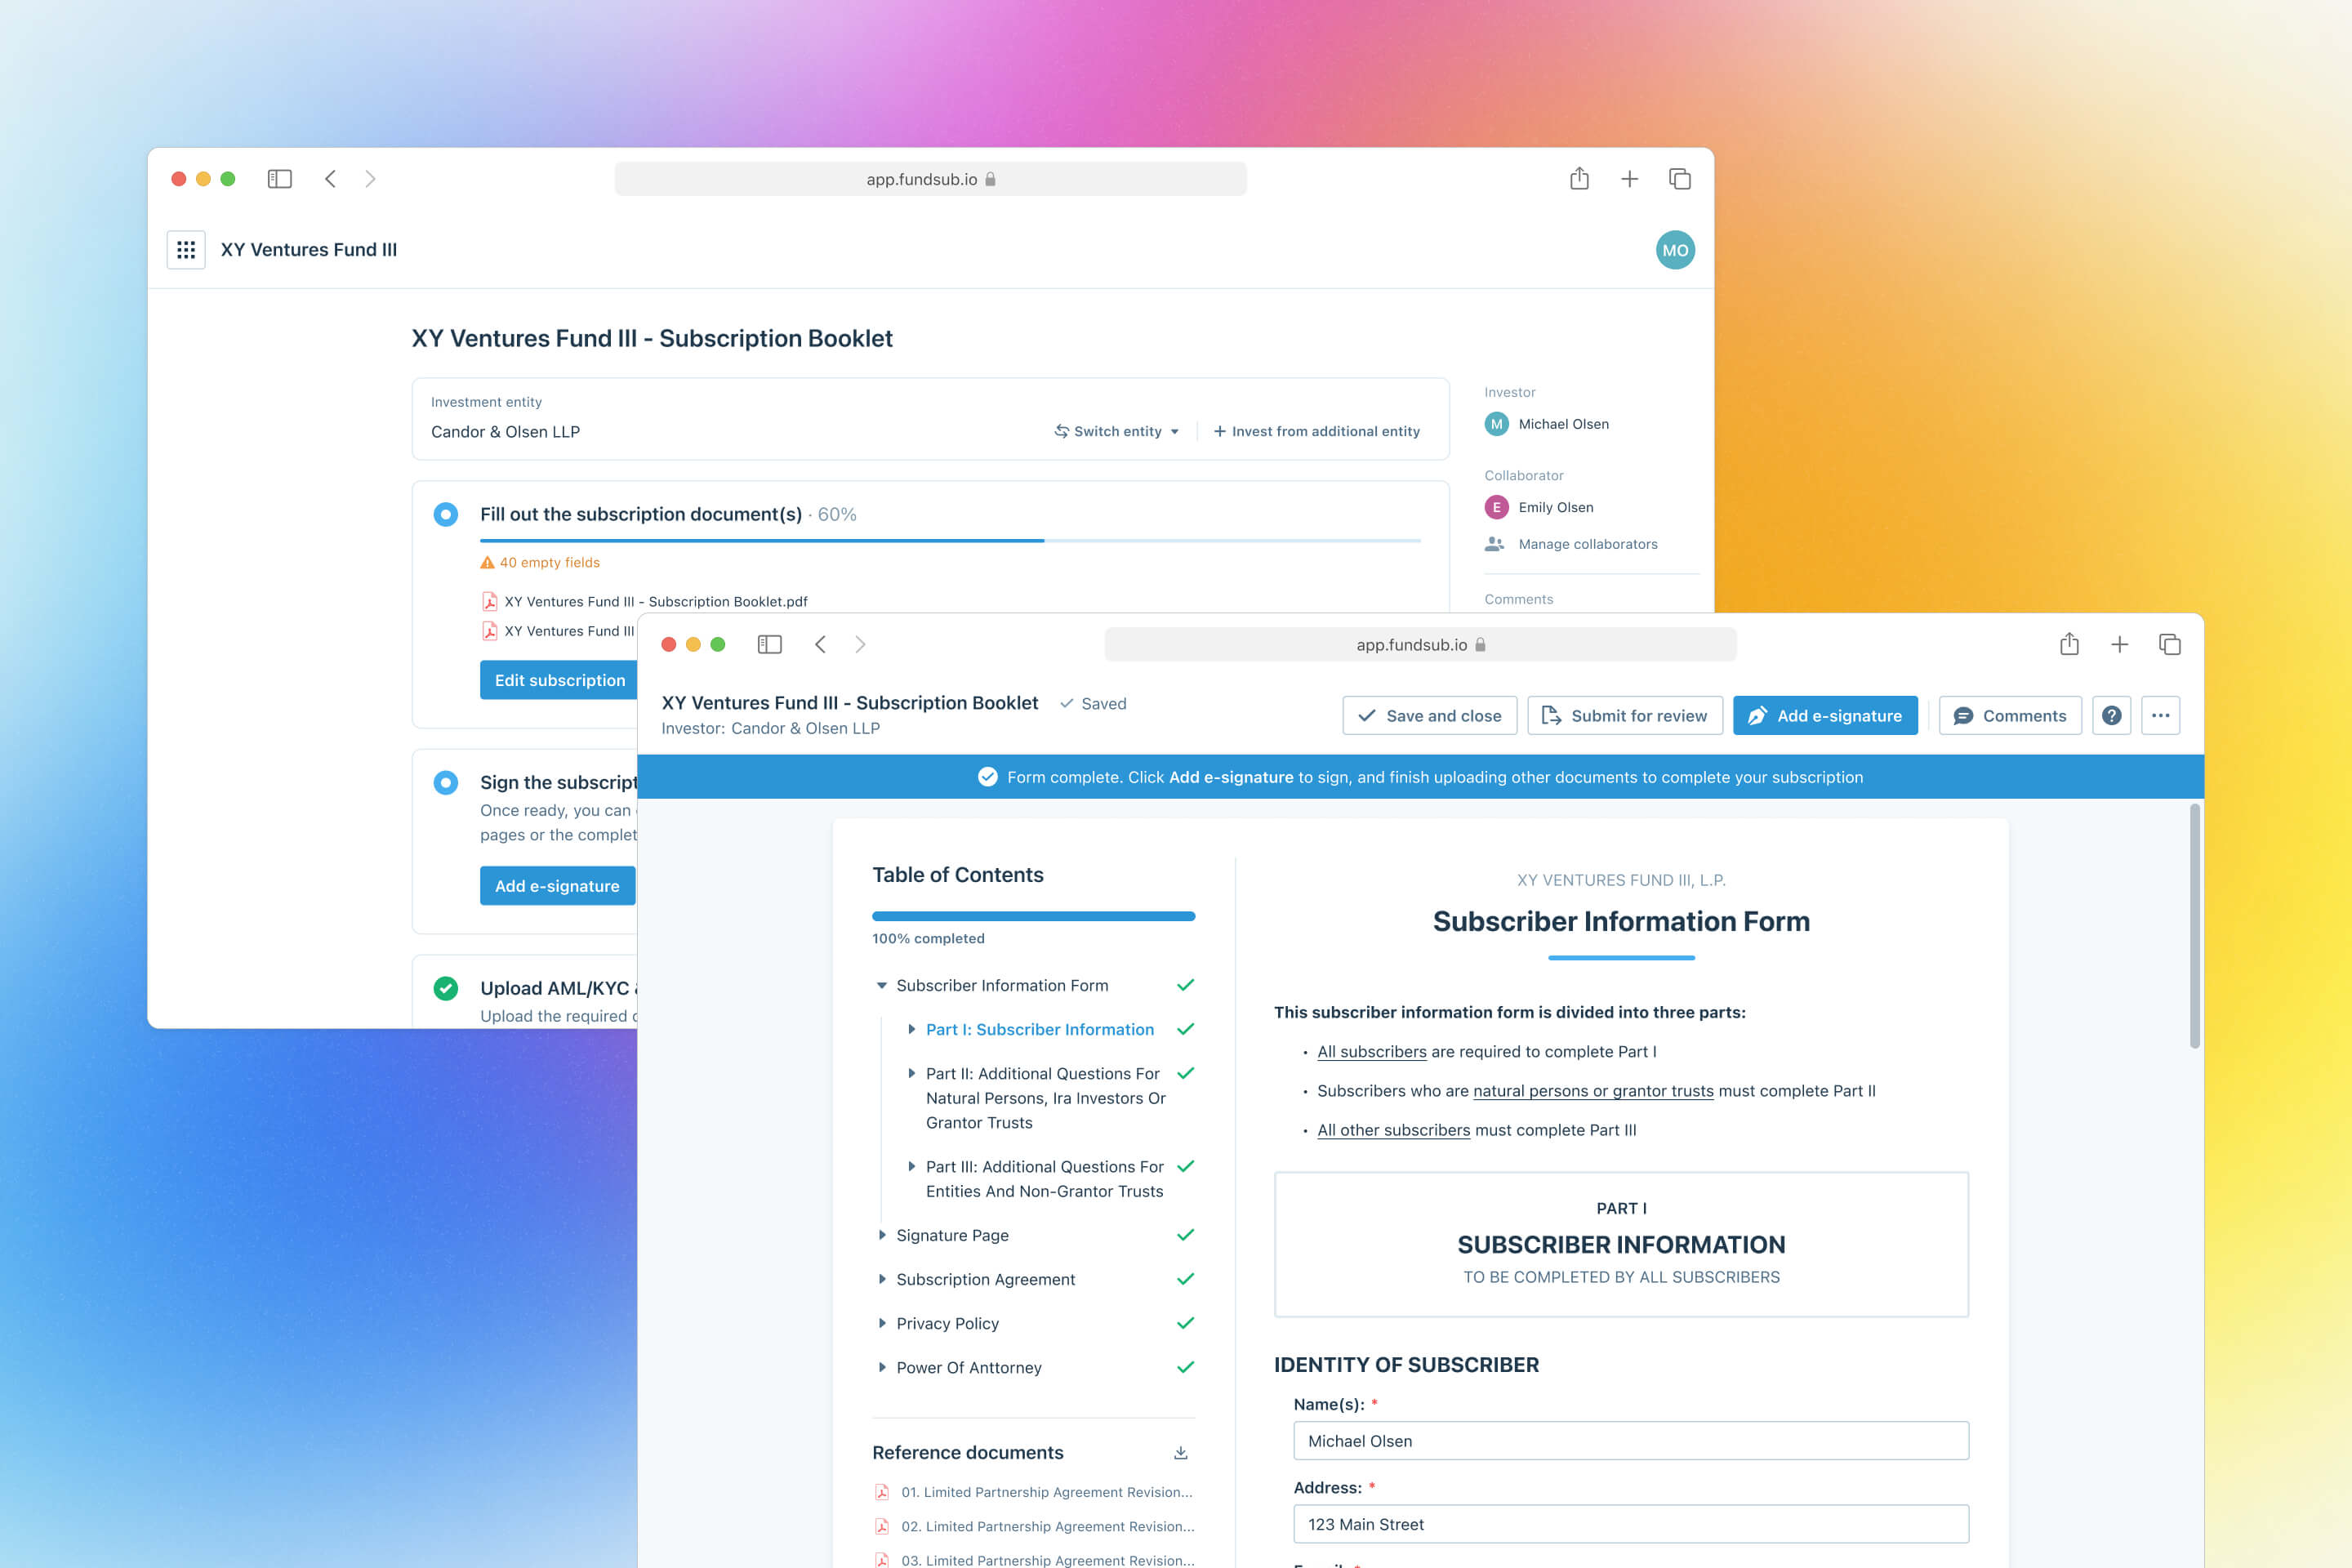 app.fundsub.io
XY Ventures Fund III
MO
XY Ventures Fund III - Subscription Booklet
Investment entity
Candor & Olsen LLP
Switch entity
Invest from additional entity
Fill out the subscription document(s) · 60%
40 empty fields
XY Ventures Fund III - Subscription Booklet.pdf
XY Ventures Fund III
Edit subscription
Sign the subscript
Once ready, you can
pages or the complet
Add e-signature
Upload AML/KYC
Upload the required
Investor
M Michael Olsen
Collaborator
E Emily Olsen
Manage collaborators
Comments
app.fundsub.io
XY Ventures Fund III - Subscription Booklet
Saved
Investor: Candor & Olsen LLP
Save and close
Submit for review
Add e-signature
Comments
?
Form complete. Click Add e-signature to sign, and finish uploading other documents to complete your subscription
Table of Contents
100% completed
Subscriber Information Form
Part I: Subscriber Information
Part II: Additional Questions For
Natural Persons, Ira Investors Or
Grantor Trusts
Part III: Additional Questions For
Entities And Non-Grantor Trusts
Signature Page
Subscription Agreement
Privacy Policy
Power Of Anttorney
Reference documents
01. Limited Partnership Agreement Revision...
02. Limited Partnership Agreement Revision...
03. Limited Partnership Agreement Revision...
XY VENTURES FUND III, L.P.
Subscriber Information Form
This subscriber information form is divided into three parts:
• All subscribers are required to complete Part I
• Subscribers who are natural persons or grantor trusts must complete Part II
• All other subscribers must complete Part III
PART I
SUBSCRIBER INFORMATION
TO BE COMPLETED BY ALL SUBSCRIBERS
IDENTITY OF SUBSCRIBER
Name(s): *
Michael Olsen
Address: *
123 Main Street